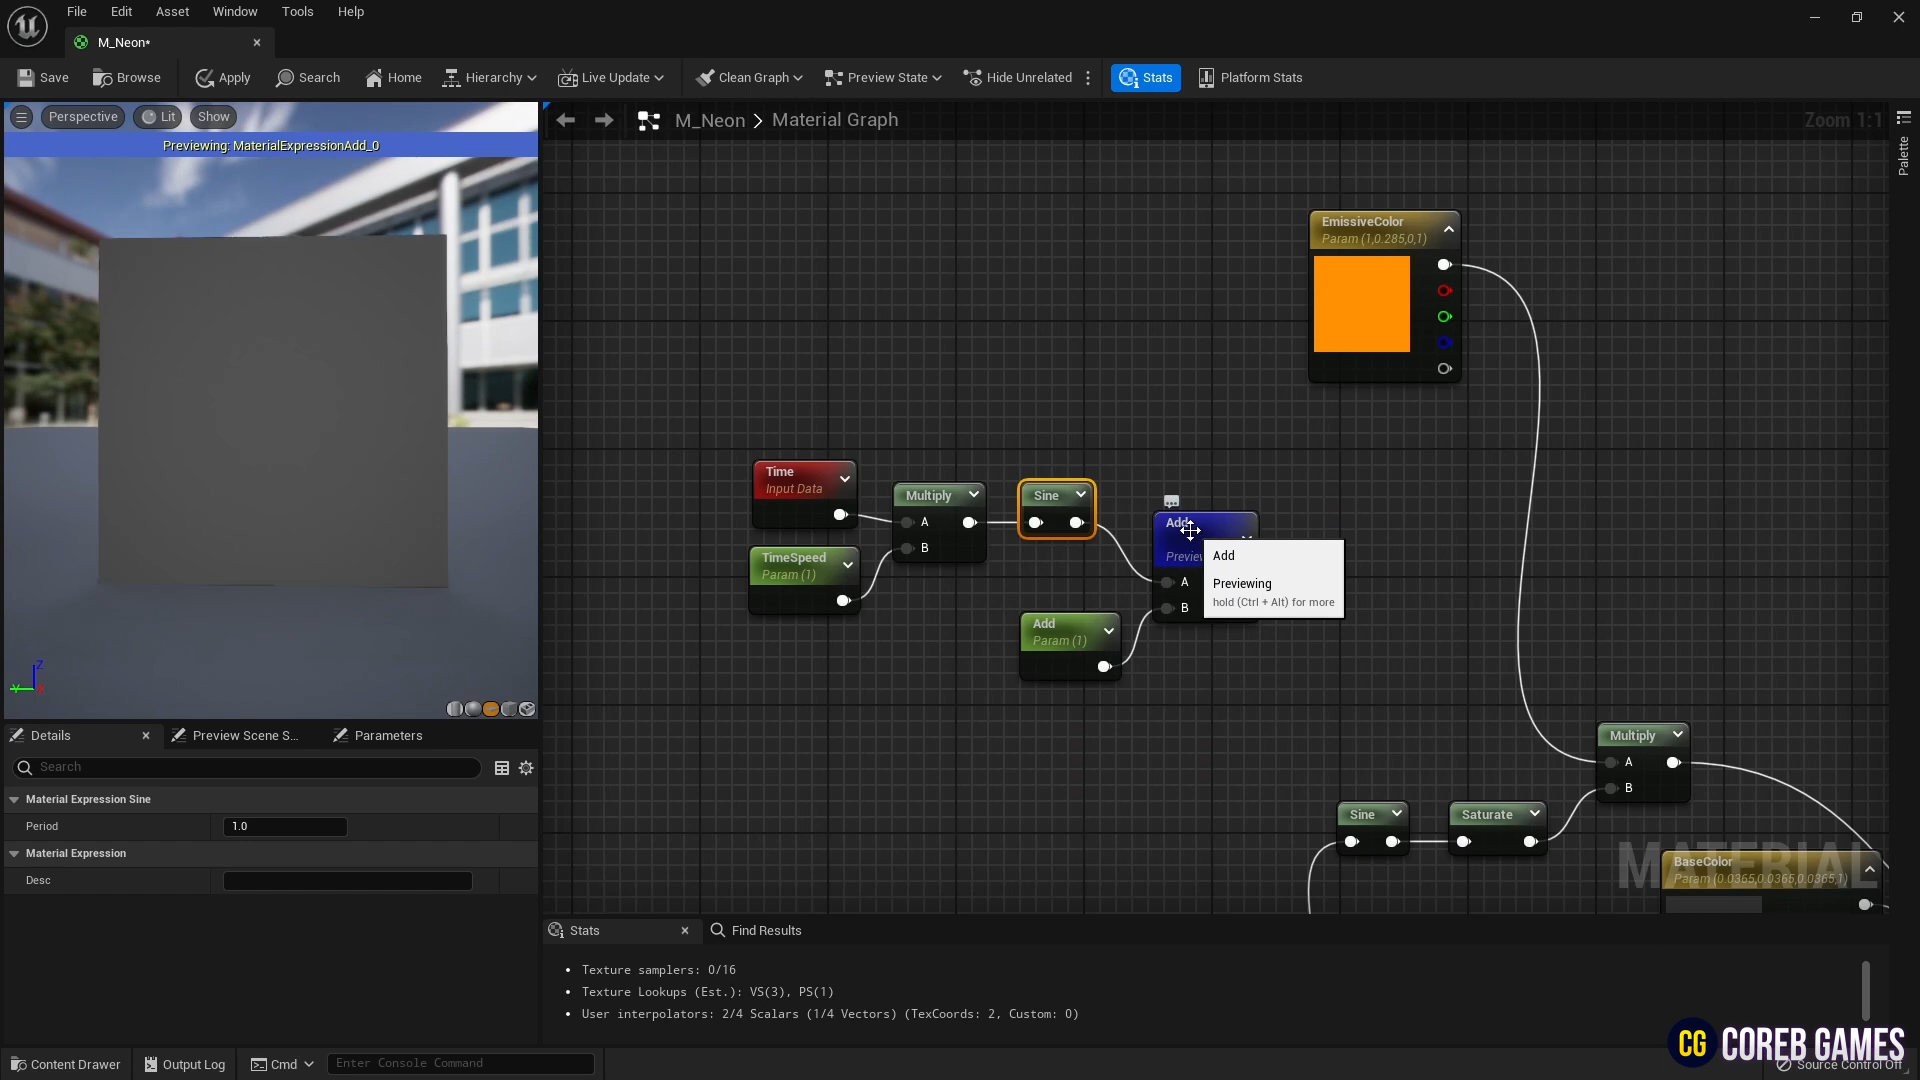 File Edit Asset Window Tools Help
M_Neon*
Save Browse Apply Search Home Hierarchy Live Update Clean Graph Preview State Hide Unrelated Stats Platform Stats
Perspective Lit Show
Previewing: MaterialExpressionAdd_0
M_Neon > Material Graph
Zoom 1:1
Palette
EmissiveColor
Param (1,0.285,0,1)
Time
Input Data
Multiply
A
B
Sine
TimeSpeed
Param (1)
Add
Param (1)
Add
A
B
Add
Previewing
hold (Ctrl + Alt) for more
Multiply
A
B
Sine
Saturate
MATERIAL
BaseColor
Param (0.0365,0.0365,0.0365,1)
Z
Y
Details Preview Scene S... Parameters
Search
Material Expression Sine
Period 1.0
Material Expression
Desc
Stats Find Results
Texture samplers: 0/16
Texture Lookups (Est.): VS(3), PS(1)
User interpolators: 2/4 Scalars (1/4 Vectors) (TexCoords: 2, Custom: 0)
CG COREB GAMES
Content Drawer Output Log Cmd Enter Console Command Source Control Off